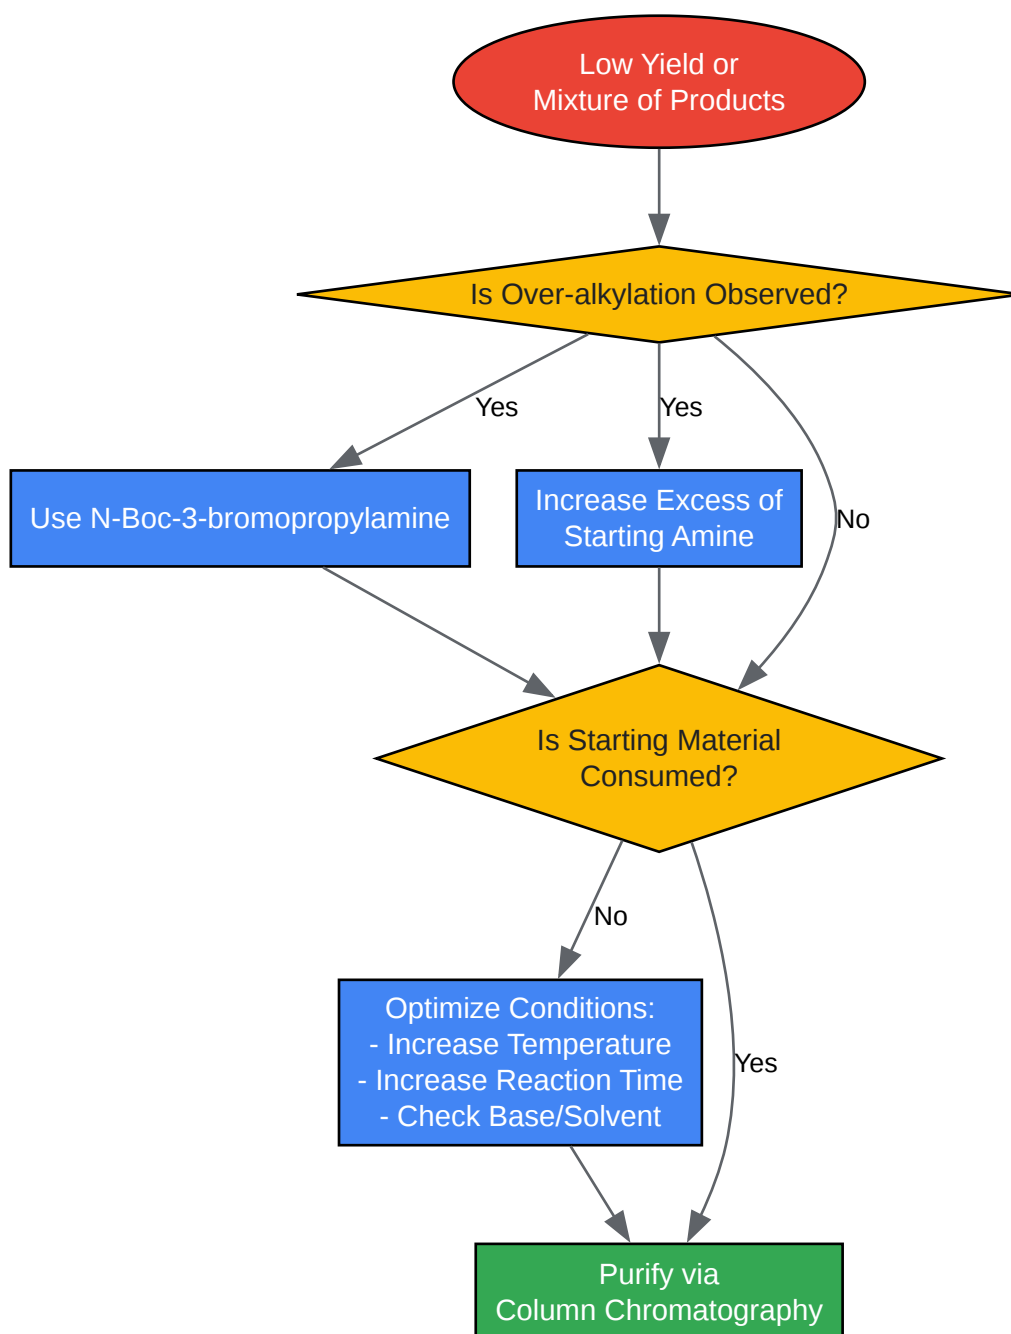 Low Yield or
Mixture of Products
Is Over-alkylation Observed?
Yes
Yes
Use N-Boc-3-bromopropylamine
Increase Excess of
Starting Amine
No
Is Starting Material
Consumed?
No
Optimize Conditions:
- Increase Temperature
- Increase Reaction Time
- Check Base/Solvent
Yes
Purify via
Column Chromatography